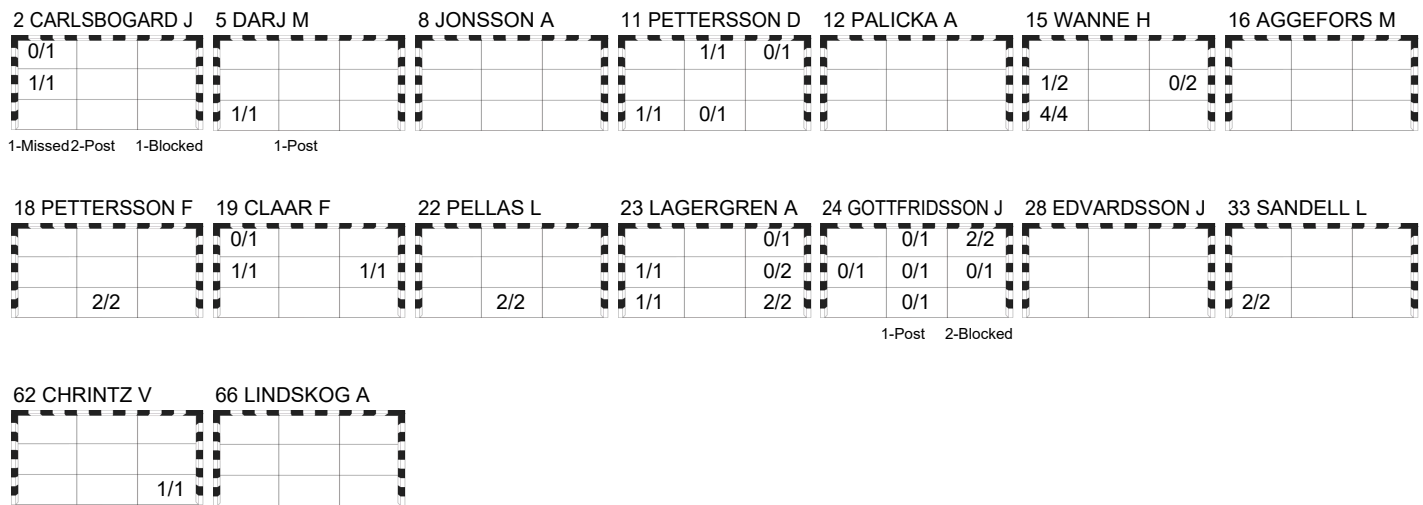 2 CARLSBOGARD J 5 DARJ M 8 JONSSON A 11 PETTERSSON D 12 PALICKA A 15 WANNE H 16 AGGEFORS M
0/1 1/1 0/1
1/1 1/2 0/2
1/1 1/1 0/1 4/4
1-Missed 2-Post 1-Blocked 1-Post
18 PETTERSSON F 19 CLAAR F 22 PELLAS L 23 LAGERGREN A 24 GOTTFRIDSSON J 28 EDVARDSSON J 33 SANDELL L
0/1 0/1 0/1 2/2
1/1 1/1 1/1 0/2 0/1 0/1 0/1
2/2 2/2 1/1 2/2 0/1 2/2
1-Post 2-Blocked
62 CHRINTZ V 66 LINDSKOG A
1/1